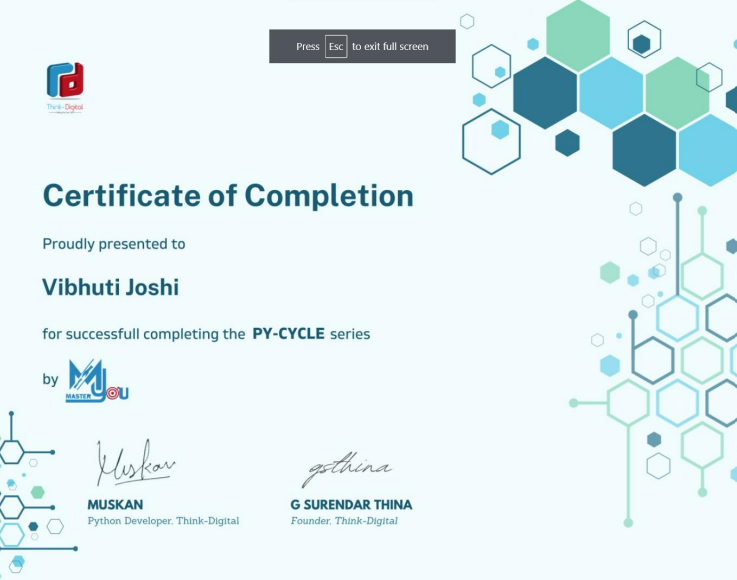 Press Esc to exit full screen
Think-Digital
Certificate of Completion
Proudly presented to
Vibhuti Joshi
for successfull completing the PY-CYCLE series
by MASTER YOU
Muskan
gsthina
MUSKAN
G SURENDAR THINA
Python Developer, Think-Digital
Founder, Think-Digital